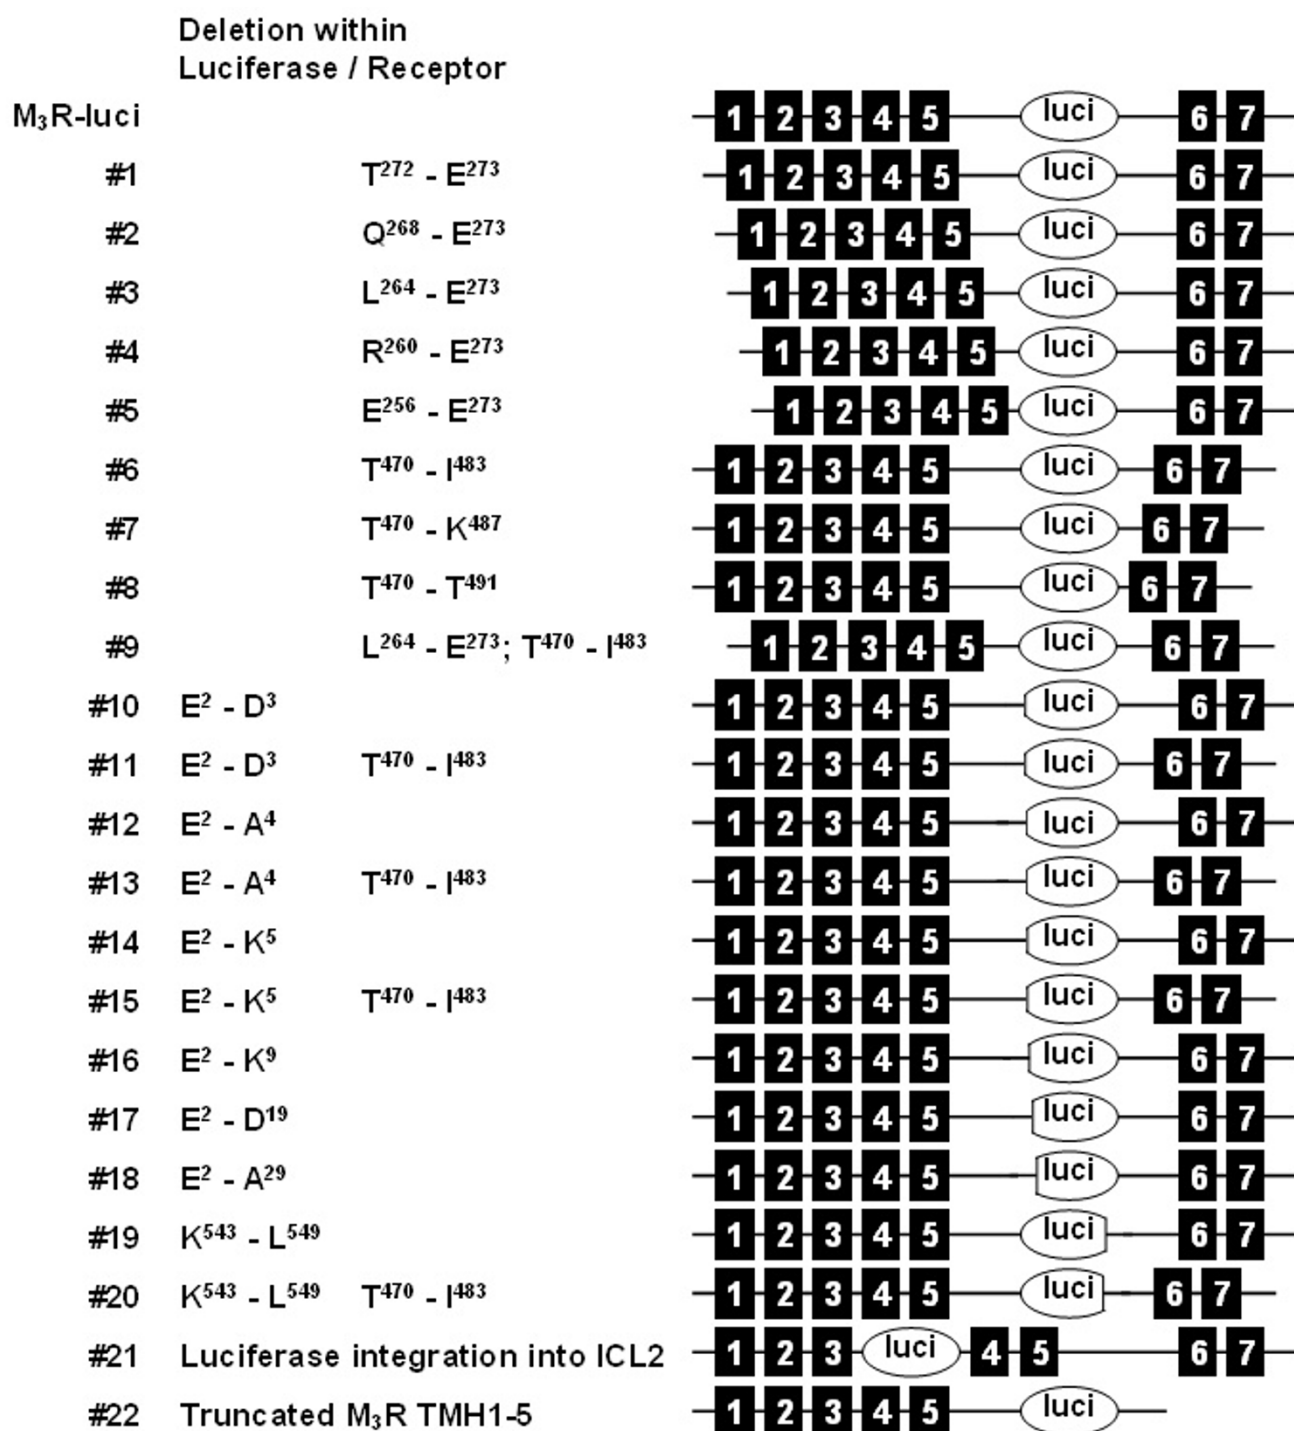 Deletion within
Luciferase / Receptor
M₃R-luci 1 2 3 4 5 luci 6 7
#1 T²⁷² - E²⁷³ 1 2 3 4 5 luci 6 7
#2 Q²⁶⁸ - E²⁷³ 1 2 3 4 5 luci 6 7
#3 L²⁶⁴ - E²⁷³ 1 2 3 4 5 luci 6 7
#4 R²⁶⁰ - E²⁷³ 1 2 3 4 5 luci 6 7
#5 E²⁵⁶ - E²⁷³ 1 2 3 4 5 luci 6 7
#6 T⁴⁷⁰ - I⁴⁸³ 1 2 3 4 5 luci 6 7
#7 T⁴⁷⁰ - K⁴⁸⁷ 1 2 3 4 5 luci 6 7
#8 T⁴⁷⁰ - T⁴⁹¹ 1 2 3 4 5 luci 6 7
#9 L²⁶⁴ - E²⁷³; T⁴⁷⁰ - I⁴⁸³ 1 2 3 4 5 luci 6 7
#10 E² - D³ 1 2 3 4 5 luci 6 7
#11 E² - D³ T⁴⁷⁰ - I⁴⁸³ 1 2 3 4 5 luci 6 7
#12 E² - A⁴ 1 2 3 4 5 luci 6 7
#13 E² - A⁴ T⁴⁷⁰ - I⁴⁸³ 1 2 3 4 5 luci 6 7
#14 E² - K⁵ 1 2 3 4 5 luci 6 7
#15 E² - K⁵ T⁴⁷⁰ - I⁴⁸³ 1 2 3 4 5 luci 6 7
#16 E² - K⁹ 1 2 3 4 5 luci 6 7
#17 E² - D¹⁹ 1 2 3 4 5 luci 6 7
#18 E² - A²⁹ 1 2 3 4 5 luci 6 7
#19 K⁵⁴³ - L⁵⁴⁹ 1 2 3 4 5 luci 6 7
#20 K⁵⁴³ - L⁵⁴⁹ T⁴⁷⁰ - I⁴⁸³ 1 2 3 4 5 luci 6 7
#21 Luciferase integration into ICL2 1 2 3 luci 4 5 6 7
#22 Truncated M₃R TMH1-5 1 2 3 4 5 luci